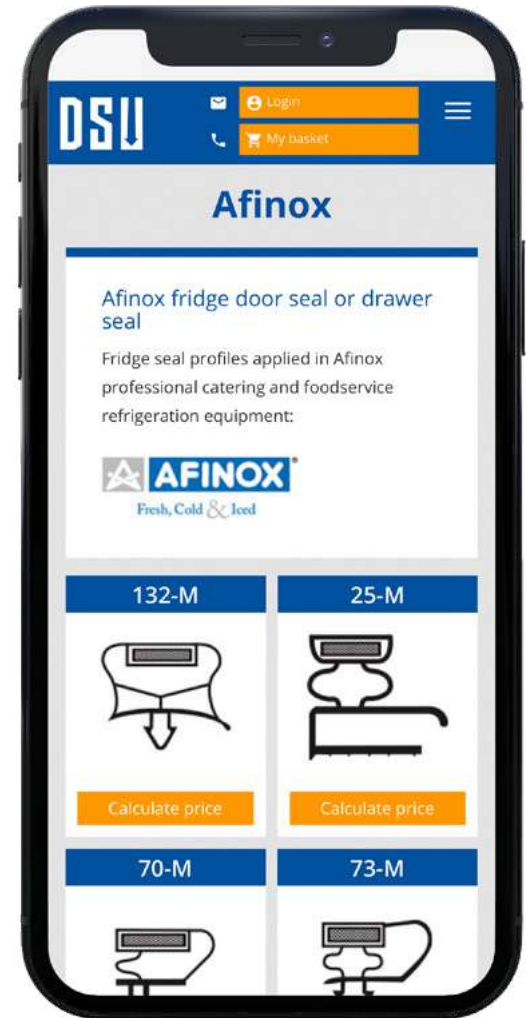 DSU
Login
My basket
Afinox
Afinox fridge door seal or drawer
seal
Fridge seal profiles applied in Afinox
professional catering and foodservice
refrigeration equipment:
AFINOX®
Fresh, Cold & Iced
132-M
25-M
Calculate price
Calculate price
70-M
73-M